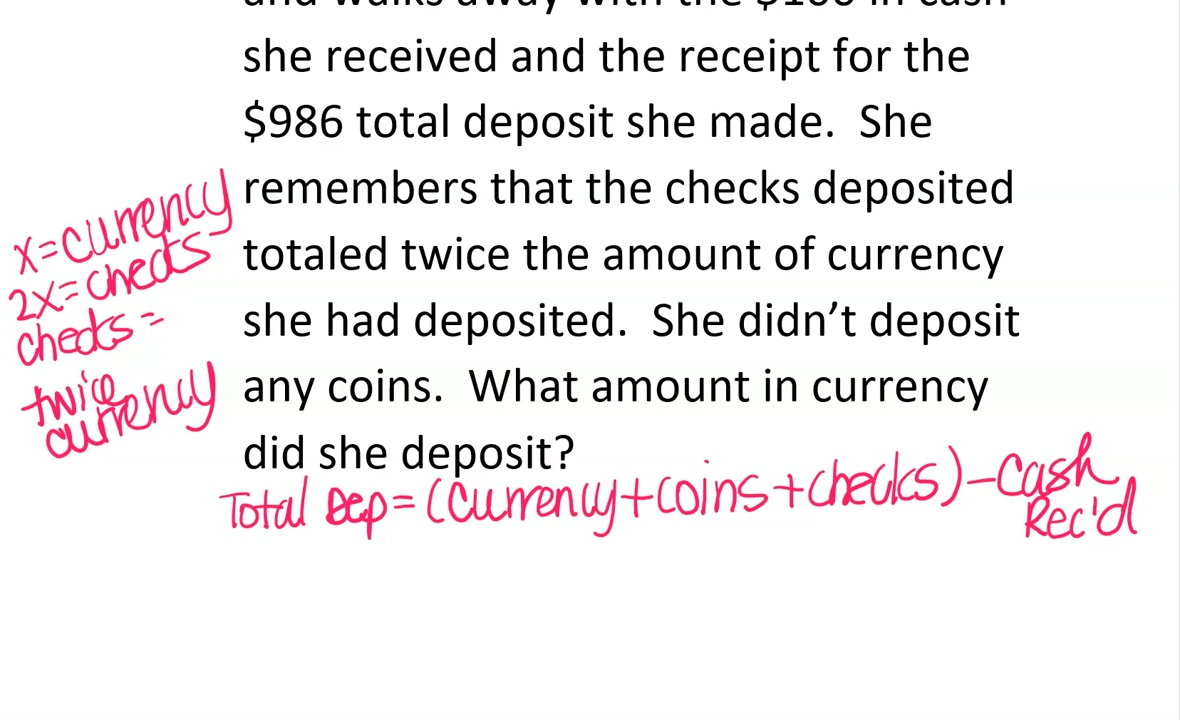 she received and the receipt for the
$986 total deposit she made. She
remembers that the checks deposited
totaled twice the amount of currency
she had deposited. She didn't deposit
any coins. What amount in currency
did she deposit?
x=currency
2x=checks
checks =
twice
currency
Total Dep=(currency+coins+checks)-Cash
Rec'd